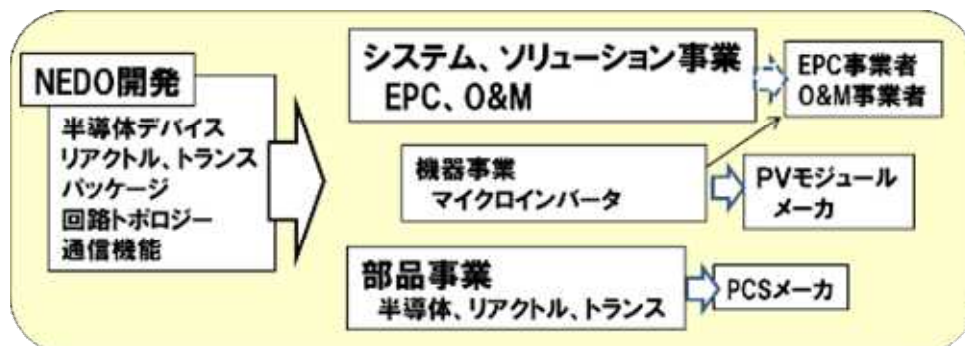 NEDO開発
半導体デバイス
リアクトル、トランス
パッケージ
回路トポロジー
通信機能
システム、ソリューション事業
EPC、O&M
EPC事業者
O&M事業者
機器事業
マイクロインバータ
PVモジュール
メーカ
部品事業
半導体、リアクトル、トランス
PCSメーカ